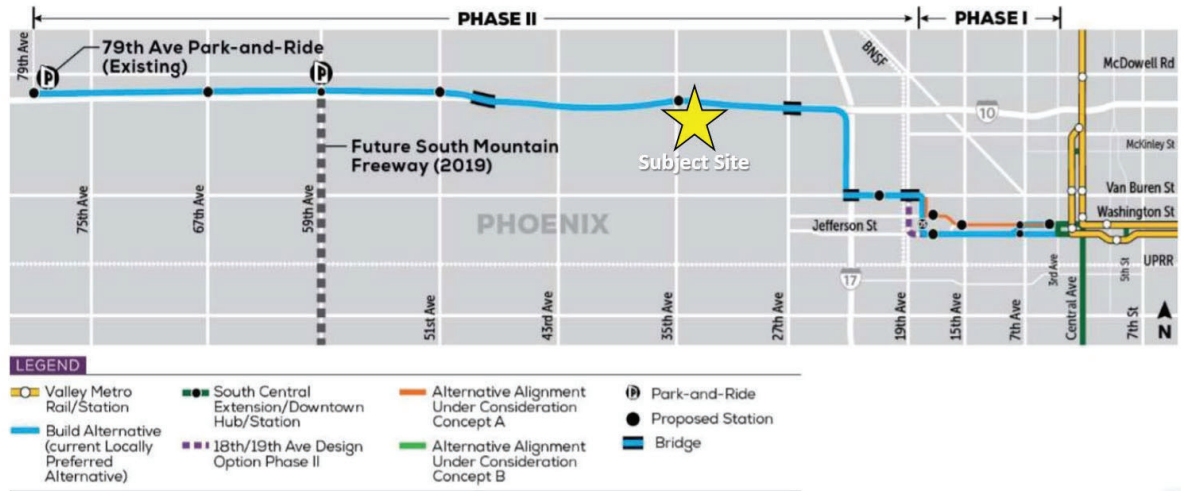 PHASE II
PHASE I
79th Ave
79th Ave Park-and-Ride
(Existing)
P
P
BNSF
McDowell Rd
10
McKinley St
Future South Mountain
Freeway (2019)
Subject Site
Van Buren St
Washington St
75th Ave
67th Ave
59th Ave
PHOENIX
Jefferson St
UPRR
17
51st Ave
43rd Ave
35th Ave
27th Ave
19th Ave
15th Ave
7th Ave
3rd Ave
Central Ave
5th St
7th St
N
LEGEND
Valley Metro
Rail/Station
Build Alternative
(current Locally
Preferred
Alternative)
South Central
Extension/Downtown
Hub/Station
18th/19th Ave Design
Option Phase II
Alternative Alignment
Under Consideration
Concept A
Alternative Alignment
Under Consideration
Concept B
P
Park-and-Ride
Proposed Station
Bridge